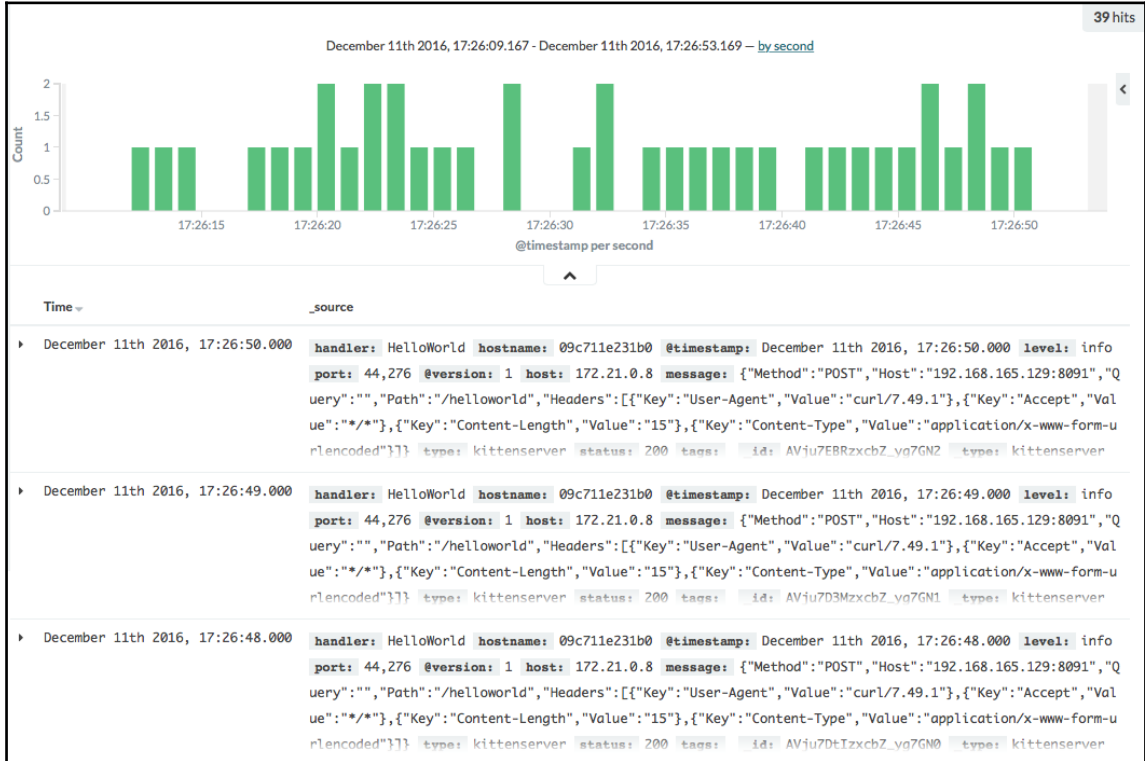 39 hits
December 11th 2016, 17:26:09.167 - December 11th 2016, 17:26:53.169 — by second
2
1.5
1
0.5
0
Count
17:26:15 17:26:20 17:26:25 17:26:30 17:26:35 17:26:40 17:26:45 17:26:50
@timestamp per second
Time _source
December 11th 2016, 17:26:50.000 handler: HelloWorld hostname: 09c711e231b0 @timestamp: December 11th 2016, 17:26:50.000 level: info
port: 44,276 @version: 1 host: 172.21.0.8 message: {"Method":"POST","Host":"192.168.165.129:8091","Q
uery":"","Path":"/helloworld","Headers":[{"Key":"User-Agent","Value":"curl/7.49.1"},{"Key":"Accept","Val
ue":"*/*"},{"Key":"Content-Length","Value":"15"},{"Key":"Content-Type","Value":"application/x-www-form-u
rlencoded"}]} type: kittenserver status: 200 tags: _id: AVju7EBRzxcbZ_yq7GN2 _type: kittenserver
December 11th 2016, 17:26:49.000 handler: HelloWorld hostname: 09c711e231b0 @timestamp: December 11th 2016, 17:26:49.000 level: info
port: 44,276 @version: 1 host: 172.21.0.8 message: {"Method":"POST","Host":"192.168.165.129:8091","Q
uery":"","Path":"/helloworld","Headers":[{"Key":"User-Agent","Value":"curl/7.49.1"},{"Key":"Accept","Val
ue":"*/*"},{"Key":"Content-Length","Value":"15"},{"Key":"Content-Type","Value":"application/x-www-form-u
rlencoded"}]} type: kittenserver status: 200 tags: _id: AVju7D3MzxcbZ_yq7GN1 _type: kittenserver
December 11th 2016, 17:26:48.000 handler: HelloWorld hostname: 09c711e231b0 @timestamp: December 11th 2016, 17:26:48.000 level: info
port: 44,276 @version: 1 host: 172.21.0.8 message: {"Method":"POST","Host":"192.168.165.129:8091","Q
uery":"","Path":"/helloworld","Headers":[{"Key":"User-Agent","Value":"curl/7.49.1"},{"Key":"Accept","Val
ue":"*/*"},{"Key":"Content-Length","Value":"15"},{"Key":"Content-Type","Value":"application/x-www-form-u
rlencoded"}]} type: kittenserver status: 200 tags: _id: AVju7DtIzxcbZ_yq7GN0 _type: kittenserver